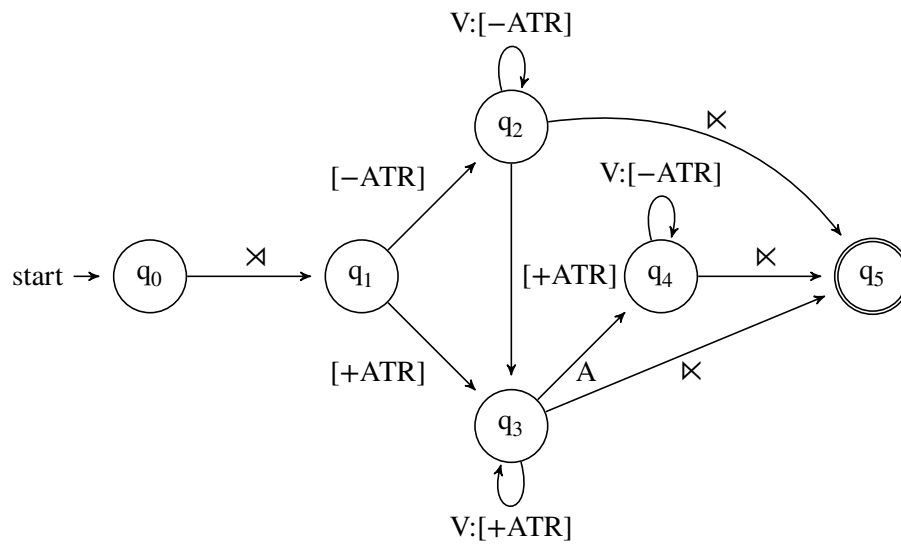 V:[−ATR]
q2
⋉
[−ATR]
V:[−ATR]
start
q0
⋊
q1
[+ATR]
q4
⋉
q5
[+ATR]
A
⋉
q3
V:[+ATR]